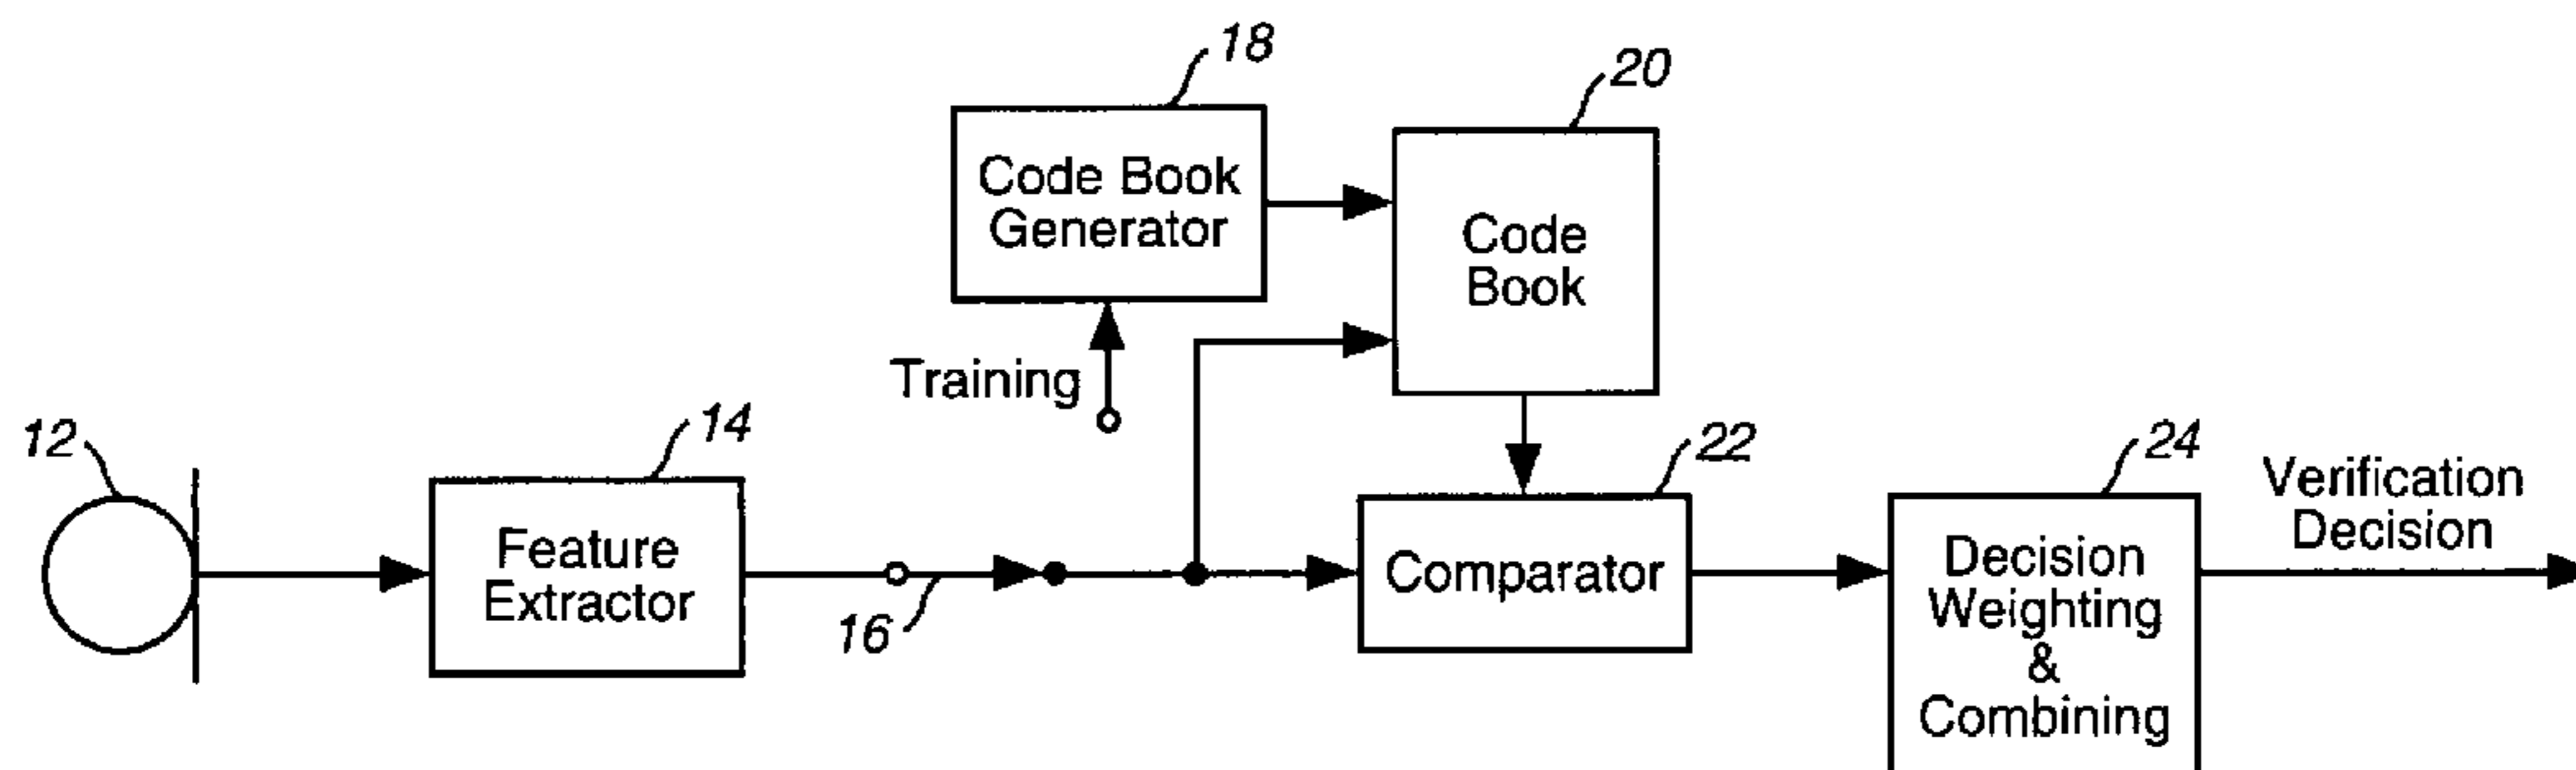 18
20
Code Book
Generator
Code
Book
Training
12
14
22
24
Verification
Decision
Feature
Extractor
16
Comparator
Decision
Weighting
&
Combining